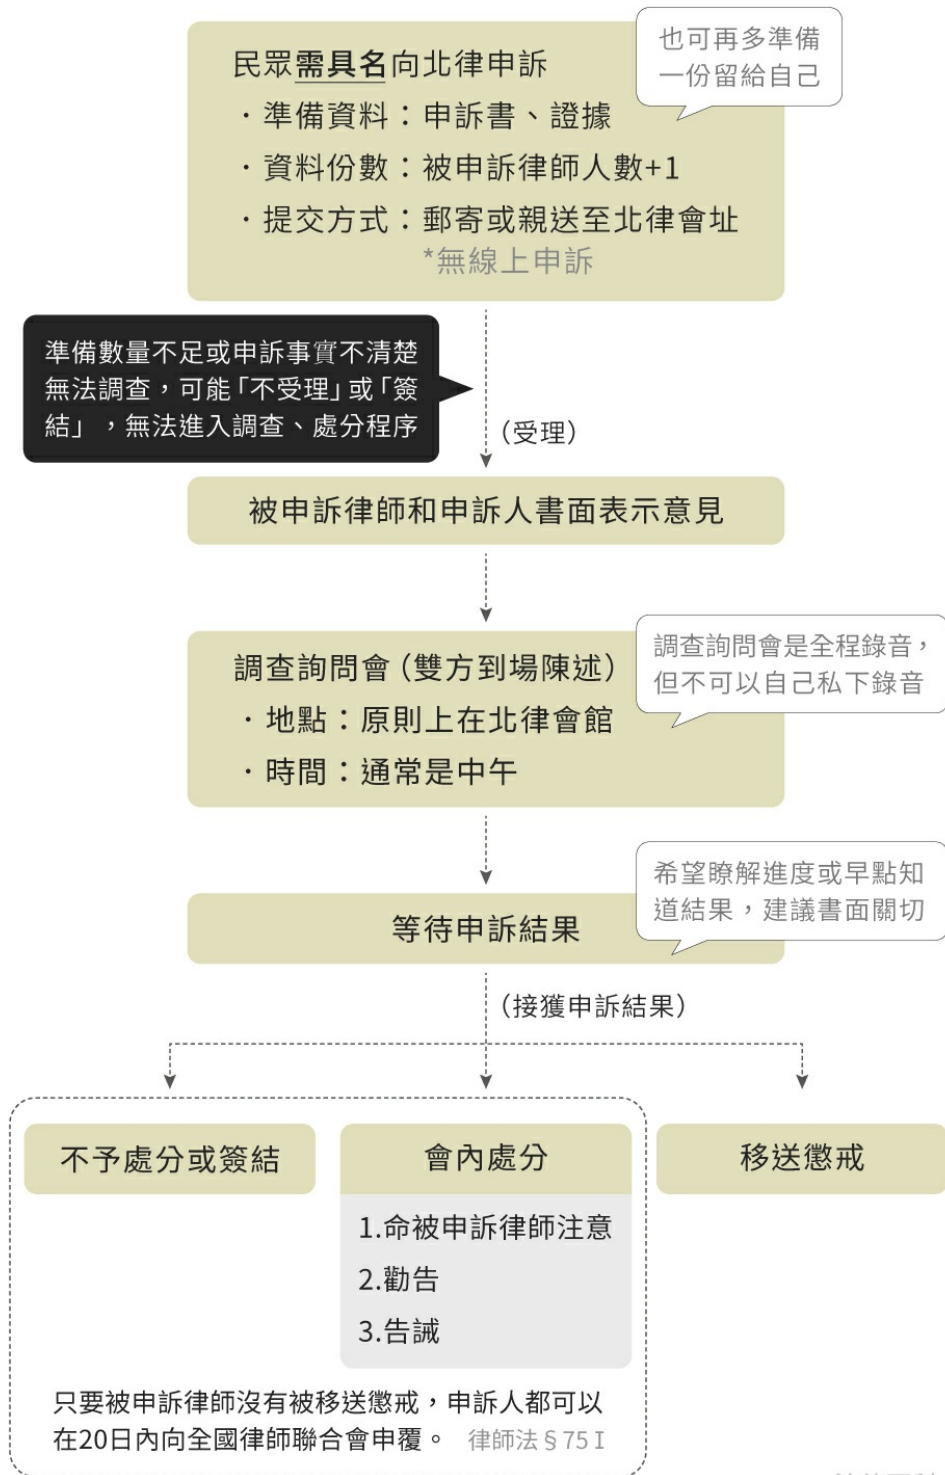 民眾需具名向北律申訴
・準備資料：申訴書、證據
・資料份數：被申訴律師人數+1
・提交方式：郵寄或親送至北律會址
*無線上申訴
也可再多準備
一份留給自己
準備數量不足或申訴事實不清楚
無法調查，可能「不受理」或「簽
結」，無法進入調查、處分程序
（受理）
被申訴律師和申訴人書面表示意見
調查詢問會（雙方到場陳述）
・地點：原則上在北律會館
・時間：通常是中午
調查詢問會是全程錄音，
但不可以自己私下錄音
等待申訴結果
希望瞭解進度或早點知
道結果，建議書面關切
（接獲申訴結果）
不予處分或簽結
會內處分
1.命被申訴律師注意
2.勸告
3.告誡
移送懲戒
只要被申訴律師沒有被移送懲戒，申訴人都可以
在20日內向全國律師聯合會申覆。 律師法§75 I